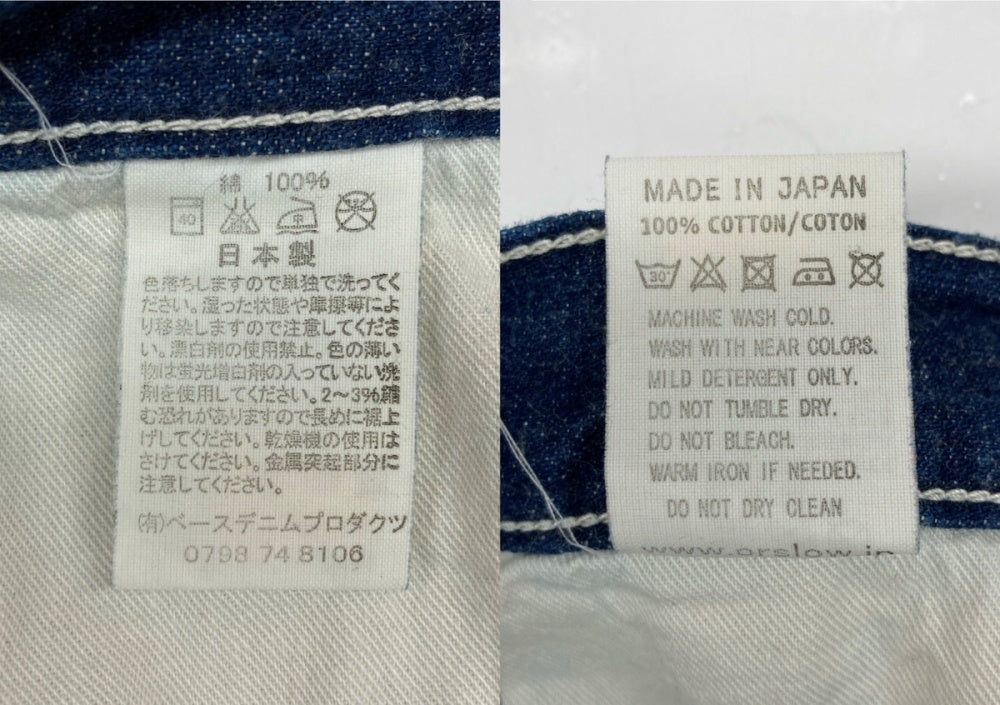 綿 100%
40
中
日本製
色落ちしますので単独で洗ってく
ださい。湿った状態や摩擦等によ
り移染しますので注意してくださ
い。漂白剤の使用禁止。色の薄い
物は蛍光増白剤の入っていない洗
剤を使用してください。2〜3%縮
む恐れがありますので長めに裾上
げしてください。乾燥機の使用は
さけてください。金属突起部分に
注意してください。
(有)ベースデニムプロダクツ
0798 74 8106
MADE IN JAPAN
100% COTTON/COTON
30°
MACHINE WASH COLD.
WASH WITH NEAR COLORS.
MILD DETERGENT ONLY.
DO NOT TUMBLE DRY.
DO NOT BLEACH.
WARM IRON IF NEEDED.
DO NOT DRY CLEAN
www.orslow.jp